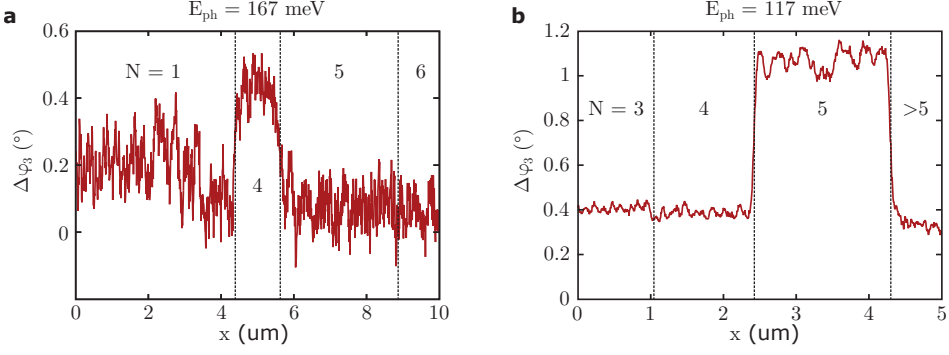 a
E_ph = 167 meV
0.6
0.4
0.2
0
N = 1
4
5
6
Δφ₃ (°)
0 2 4 6 8 10
x (um)
b
E_ph = 117 meV
1.2
1
0.8
0.6
0.4
0.2
0
N = 3
4
5
>5
Δφ₃ (°)
0 1 2 3 4 5
x (um)